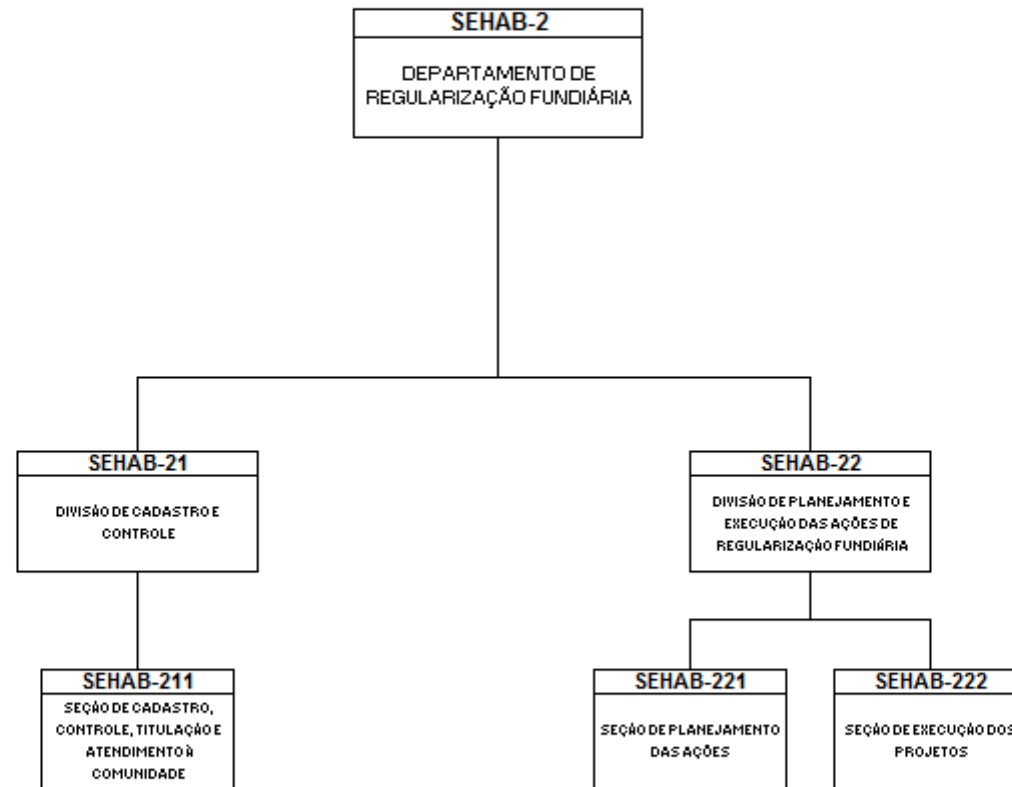 SEHAB-2
DEPARTAMENTO DE
REGULARIZAÇÃO FUNDIÁRIA
SEHAB-21
DIVISÃO DE CADASTRO E
CONTROLE
SEHAB-22
DIVISÃO DE PLANEJAMENTO E
EXECUÇÃO DAS AÇÕES DE
REGULARIZAÇÃO FUNDIÁRIA
SEHAB-211
SEÇÃO DE CADASTRO,
CONTROLE, TITULAÇÃO E
ATENDIMENTO À
COMUNIDADE
SEHAB-221
SEÇÃO DE PLANEJAMENTO
DAS AÇÕES
SEHAB-222
SEÇÃO DE EXECUÇÃO DOS
PROJETOS